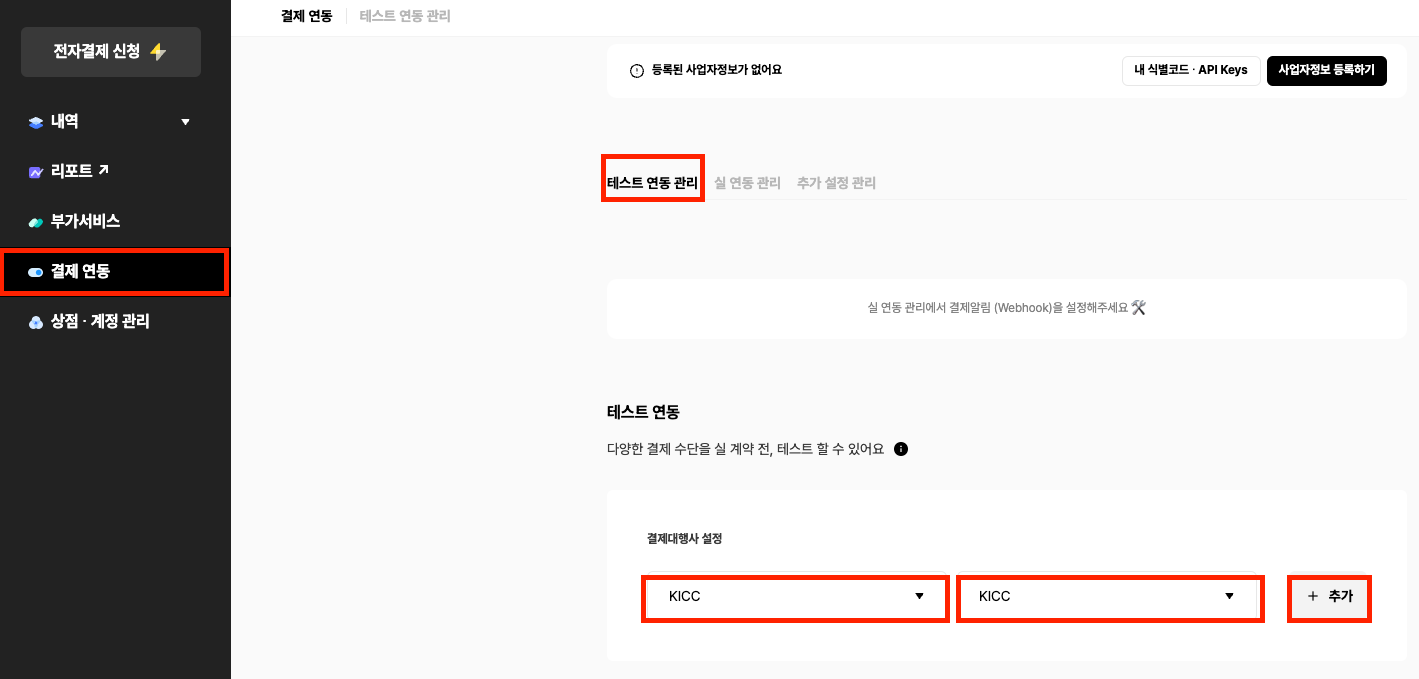 전자결제 신청
내역
리포트
부가서비스
결제 연동
상점 · 계정 관리
결제 연동 테스트 연동 관리
등록된 사업자정보가 없어요 내 식별코드 · API Keys 사업자정보 등록하기
테스트 연동 관리 실 연동 관리 추가 설정 관리
실 연동 관리에서 결제알림 (Webhook)을 설정해주세요
테스트 연동
다양한 결제 수단을 실 계약 전, 테스트 할 수 있어요
결제대행사 설정
KICC KICC + 추가